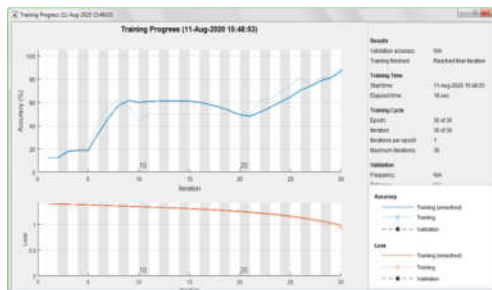 Training Progress (11-Aug-2020 15:48:03)
Training Progress (11-Aug-2020 15:48:03)
Results
Validation accuracy: N/A
Training finished: Reached final iteration
Training Time
Start time: 11-Aug-2020 15:48:03
Elapsed time: 18 sec
Training Cycle
Epoch: 30 of 30
Iteration: 30 of 30
Iterations per epoch: 1
Maximum iterations: 30
Validation
Frequency: N/A
Accuracy
Training (smoothed)
Training
Validation
Loss
Training (smoothed)
Training
Validation
Accuracy (%)
100
80
60
40
20
0
10
20
0
5
10
15
20
25
30
Iteration
Loss
1
0.5
0
10
20
0
5
10
15
20
25
30